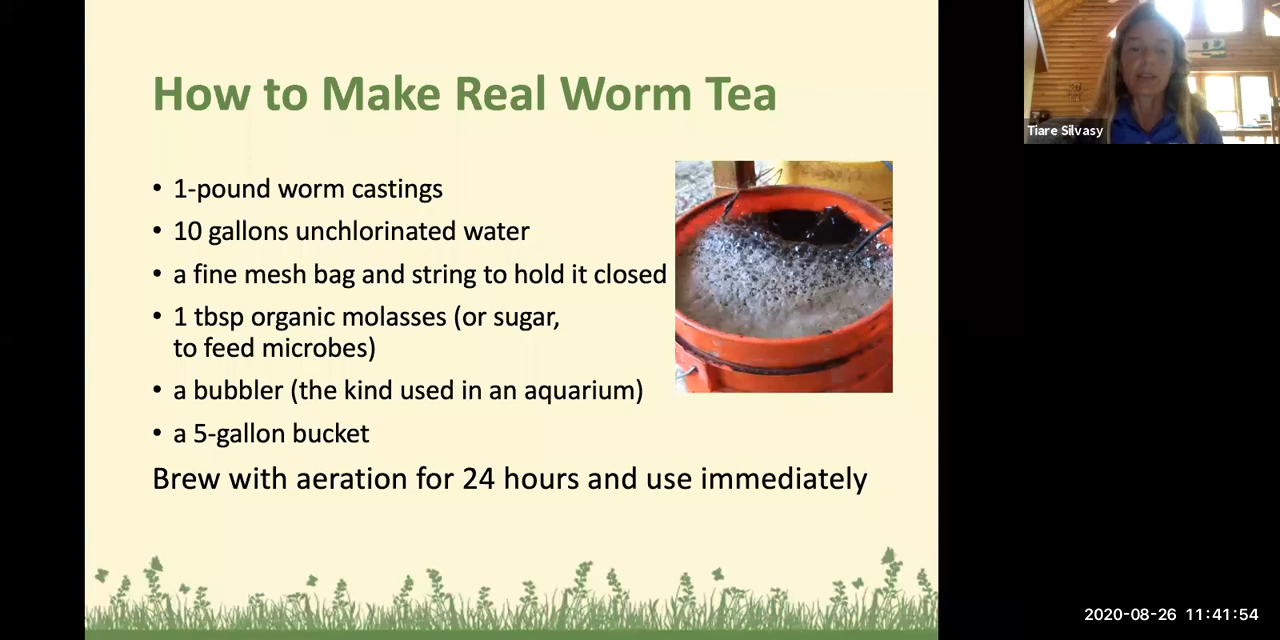 How to Make Real Worm Tea
• 1-pound worm castings
• 10 gallons unchlorinated water
• a fine mesh bag and string to hold it closed
• 1 tbsp organic molasses (or sugar,
to feed microbes)
• a bubbler (the kind used in an aquarium)
• a 5-gallon bucket
Brew with aeration for 24 hours and use immediately
Tiare Silvasy
2020-08-26 11:41:54